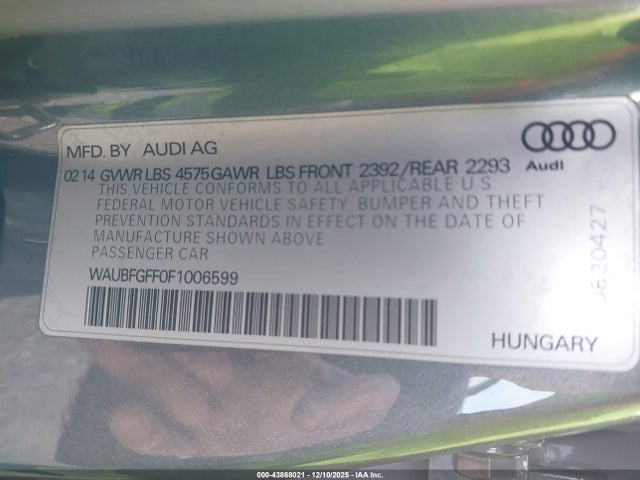 MFD. BY AUDI AG
02 14 GVWR LBS 4575 GAWR LBS FRONT 2392/REAR 2293
Audi
THIS VEHICLE CONFORMS TO ALL APPLICABLE U.S.
FEDERAL MOTOR VEHICLE SAFETY, BUMPER AND THEFT
PREVENTION STANDARDS IN EFFECT ON THE DATE OF
MANUFACTURE SHOWN ABOVE
PASSENGER CAR
WAUBFGFF0F1006599
HUNGARY
000-43868021 - 12/10/2025 - IAA Inc.